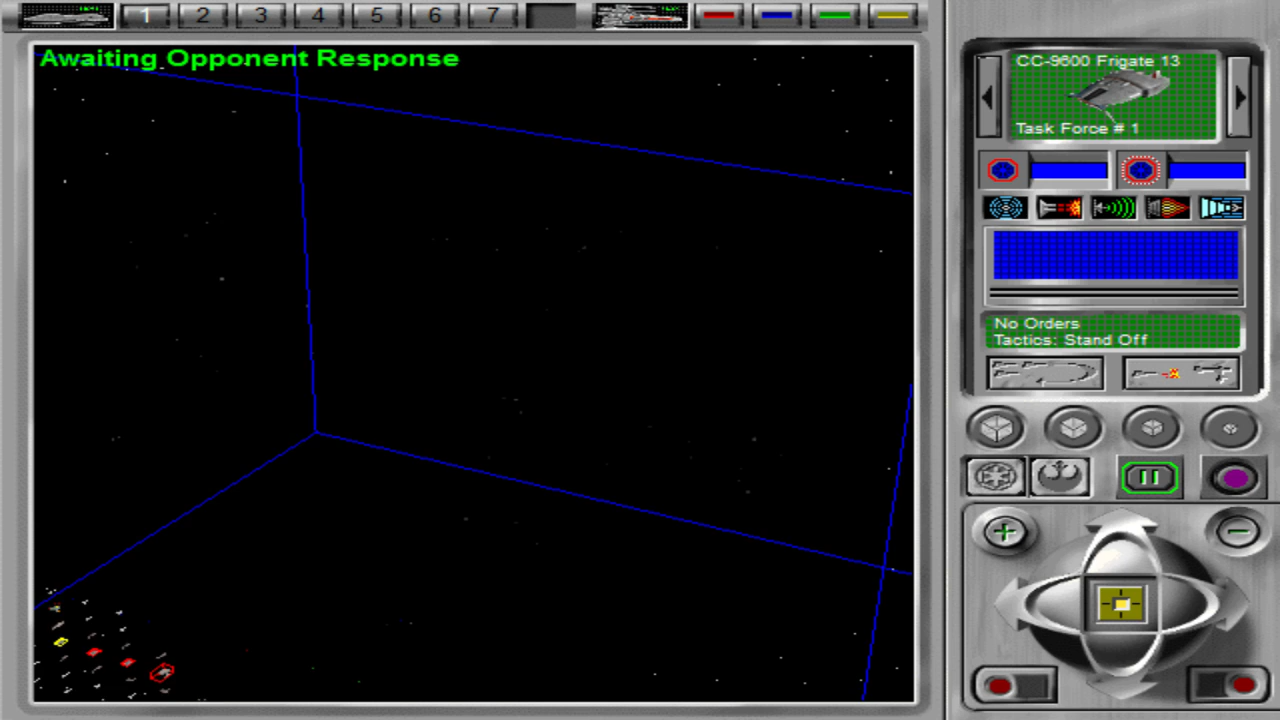 1 2 3 4 5 6 7
Awaiting Opponent Response
CC-9600 Frigate 13
Task Force # 1
No Orders
Tactics: Stand Off